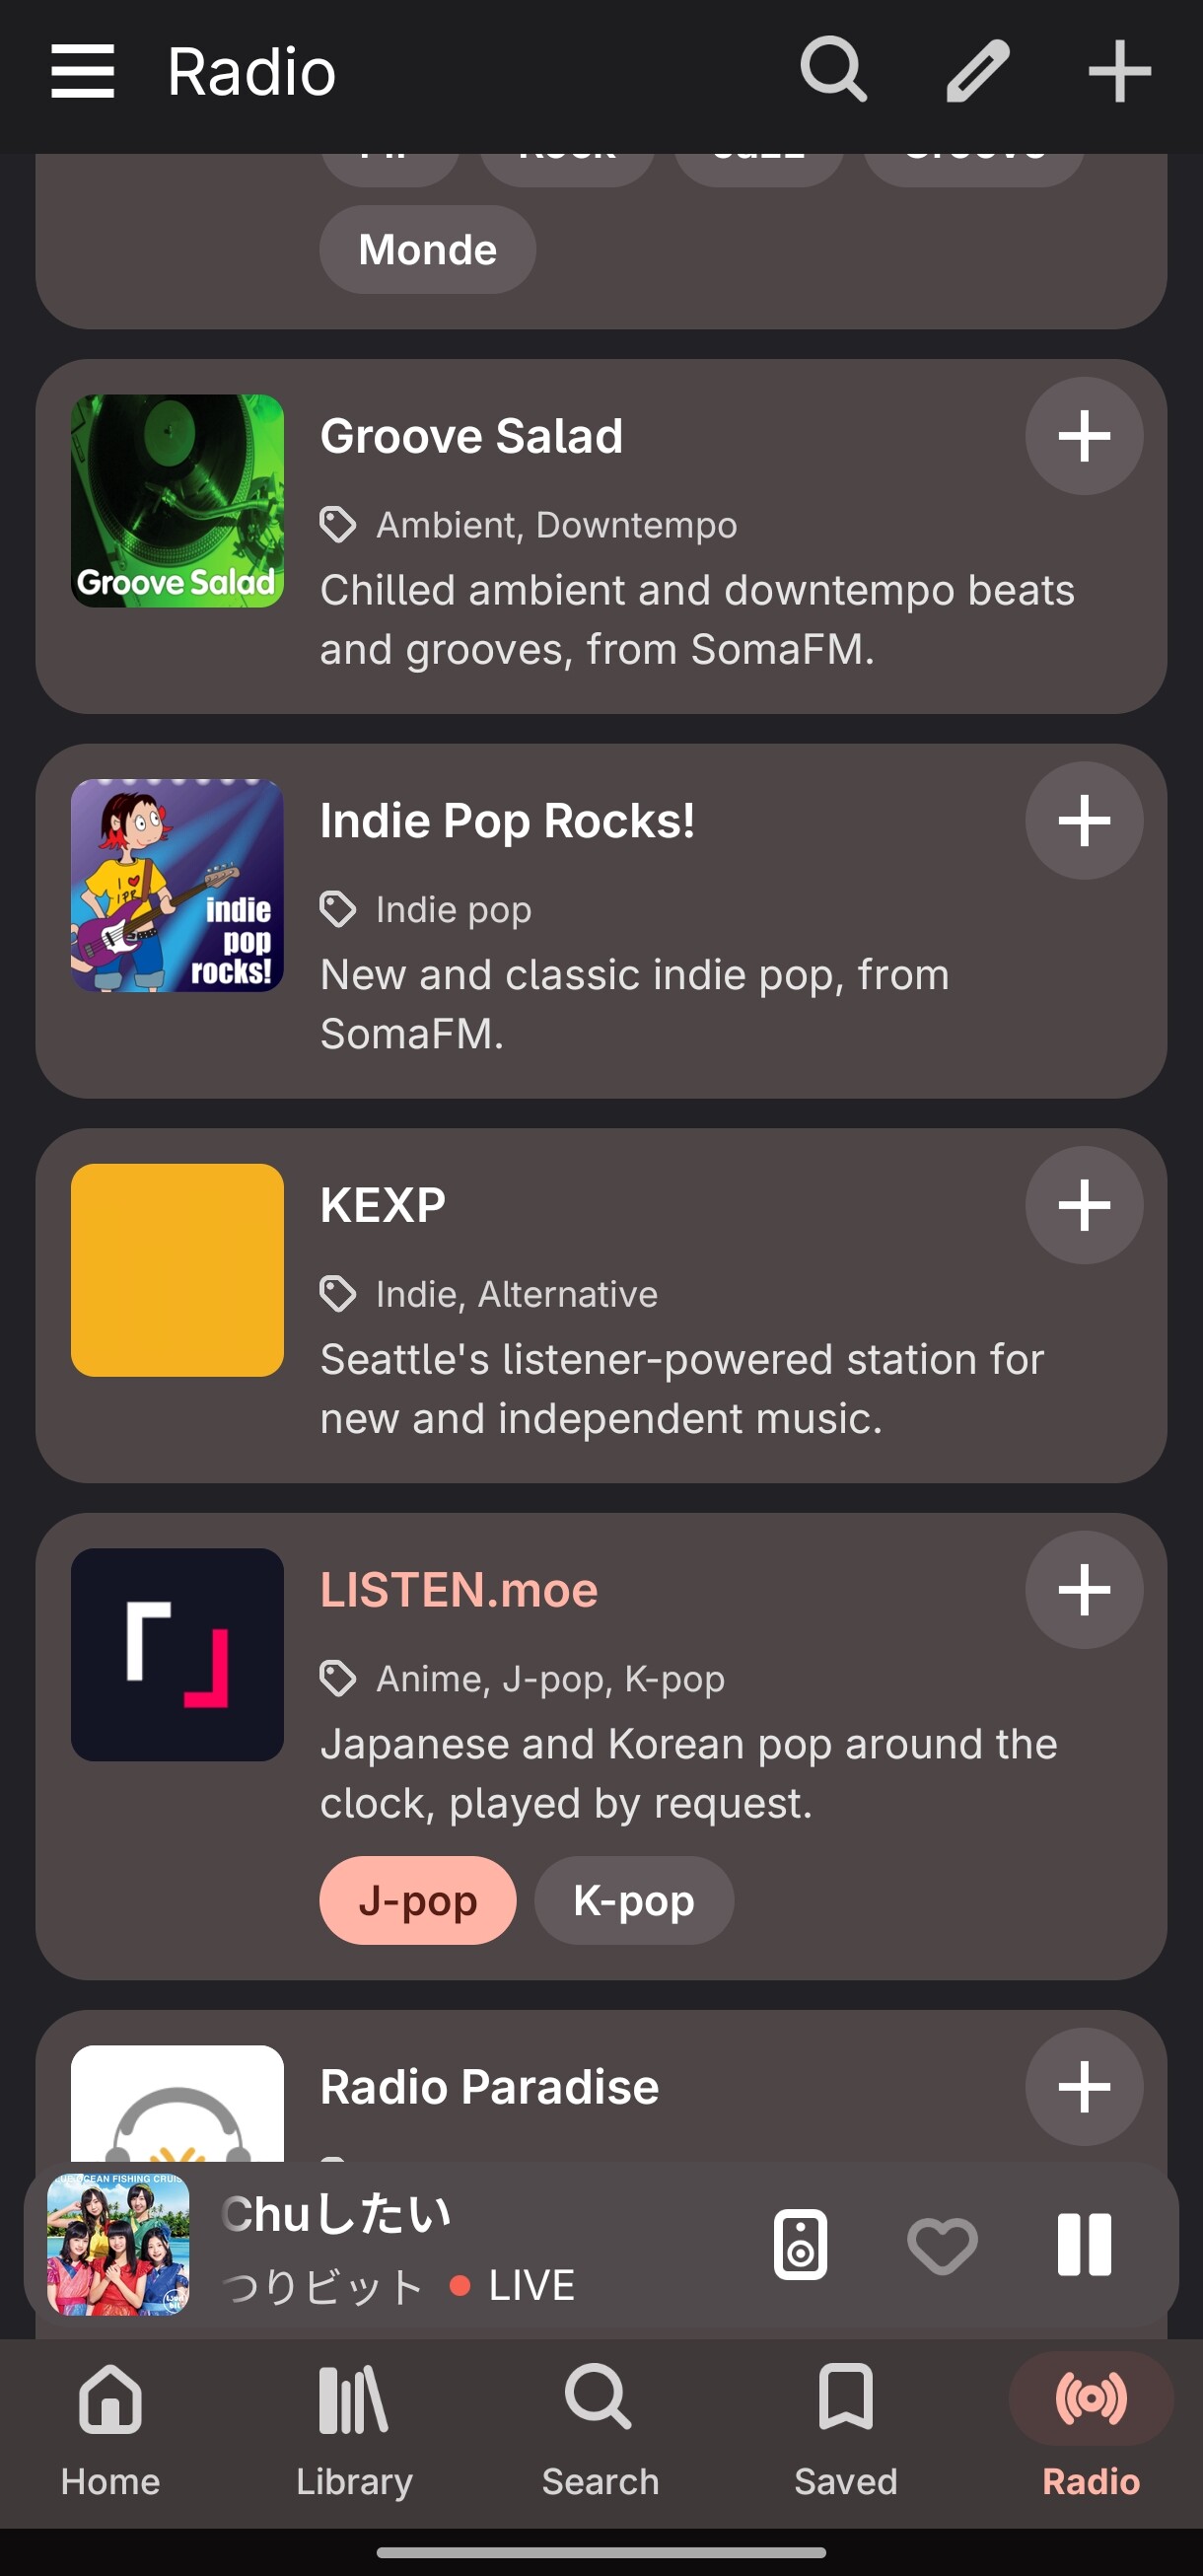 Radio
Monde
Groove Salad
Groove Salad
Ambient, Downtempo
Chilled ambient and downtempo beats
and grooves, from SomaFM.
Indie Pop Rocks!
I ❤ IPR
indie
pop
rocks!
Indie pop
New and classic indie pop, from
SomaFM.
KEXP
Indie, Alternative
Seattle's listener-powered station for
new and independent music.
LISTEN.moe
Anime, J-pop, K-pop
Japanese and Korean pop around the
clock, played by request.
J-pop K-pop
Radio Paradise
OCEAN FISHING
Chuしたい
つりビット LIVE
Home Library Search Saved Radio